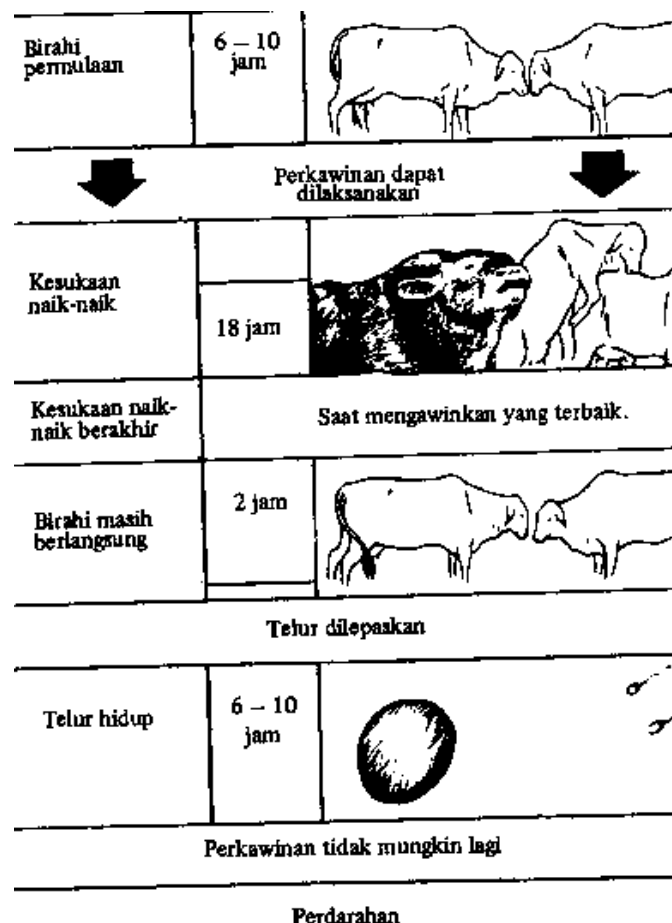 Birahi
permulaan
6 – 10
jam
Perkawinan dapat
dilaksanakan
Kesukaan
naik-naik
18 jam
Kesukaan naik-
naik berakhir
Saat mengawinkan yang terbaik.
Birahi masih
berlangsung
2 jam
Telur dilepaskan
Telur hidup
6 – 10
jam
Perkawinan tidak mungkin lagi
Perdarahan